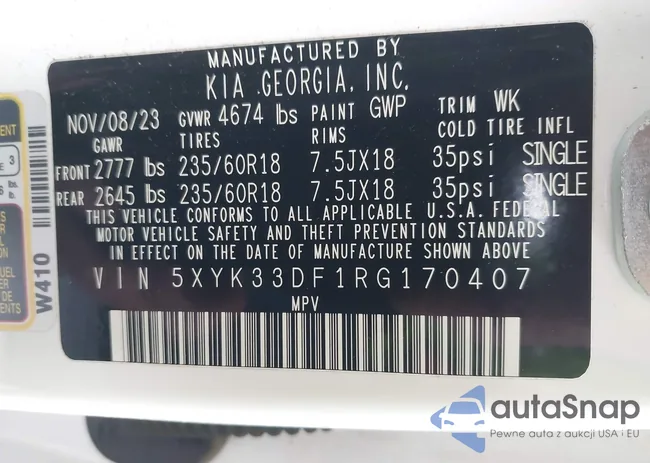 MANUFACTURED BY
KIA GEORGIA, INC.
NOV/08/23 GVWR 4674 lbs PAINT GWP TRIM WK
GAWR TIRES RIMS COLD TIRE INFL
FRONT 2777 lbs 235/60R18 7.5JX18 35psi SINGLE
REAR 2645 lbs 235/60R18 7.5JX18 35psi SINGLE
THIS VEHICLE CONFORMS TO ALL APPLICABLE U.S.A. FEDERAL
MOTOR VEHICLE SAFETY AND THEFT PREVENTION STANDARDS
IN EFFECT ON THE DATE OF MANUFACTURE SHOWN ABOVE
VIN 5XYK33DF1RG170407
MPV
W410
autaSnap
Pewne auta z aukcji USA i EU